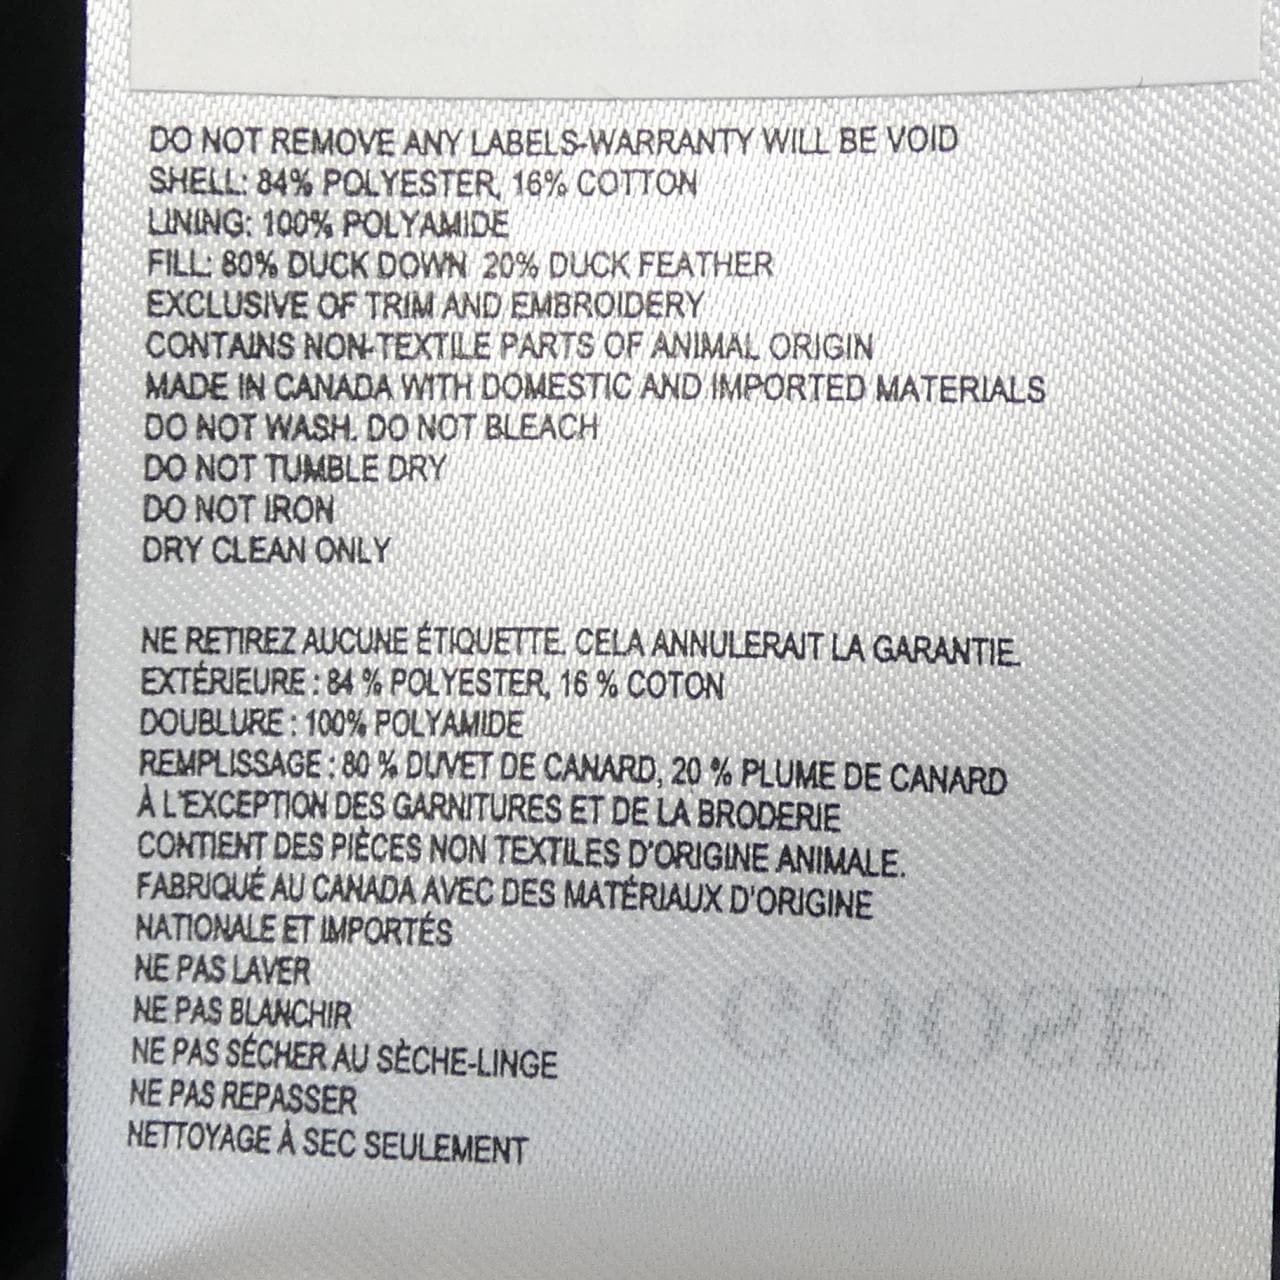 DO NOT REMOVE ANY LABELS-WARRANTY WILL BE VOID
SHELL: 84% POLYESTER, 16% COTTON
LINING: 100% POLYAMIDE
FILL: 80% DUCK DOWN 20% DUCK FEATHER
EXCLUSIVE OF TRIM AND EMBROIDERY
CONTAINS NON-TEXTILE PARTS OF ANIMAL ORIGIN
MADE IN CANADA WITH DOMESTIC AND IMPORTED MATERIALS
DO NOT WASH. DO NOT BLEACH
DO NOT TUMBLE DRY
DO NOT IRON
DRY CLEAN ONLY
NE RETIREZ AUCUNE ÉTIQUETTE. CELA ANNULERAIT LA GARANTIE.
EXTÉRIEURE : 84 % POLYESTER, 16 % COTON
DOUBLURE : 100% POLYAMIDE
REMPLISSAGE : 80 % DUVET DE CANARD, 20 % PLUME DE CANARD
À L'EXCEPTION DES GARNITURES ET DE LA BRODERIE
CONTIENT DES PIÈCES NON TEXTILES D'ORIGINE ANIMALE.
FABRIQUÉ AU CANADA AVEC DES MATÉRIAUX D'ORIGINE
NATIONALE ET IMPORTÉS
NE PAS LAVER
NE PAS BLANCHIR
NE PAS SÉCHER AU SÈCHE-LINGE
NE PAS REPASSER
NETTOYAGE À SEC SEULEMENT